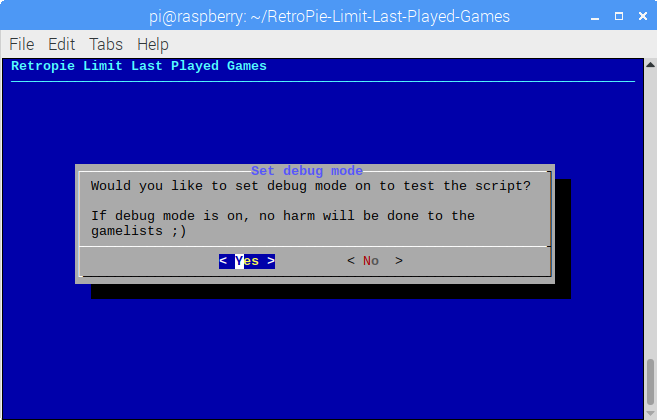 pi@raspberry: ~/RetroPie-Limit-Last-Played-Games
File Edit Tabs Help
Retropie Limit Last Played Games
Set debug mode
Would you like to set debug mode on to test the script?
If debug mode is on, no harm will be done to the
gamelists ;)
< Yes > < No >